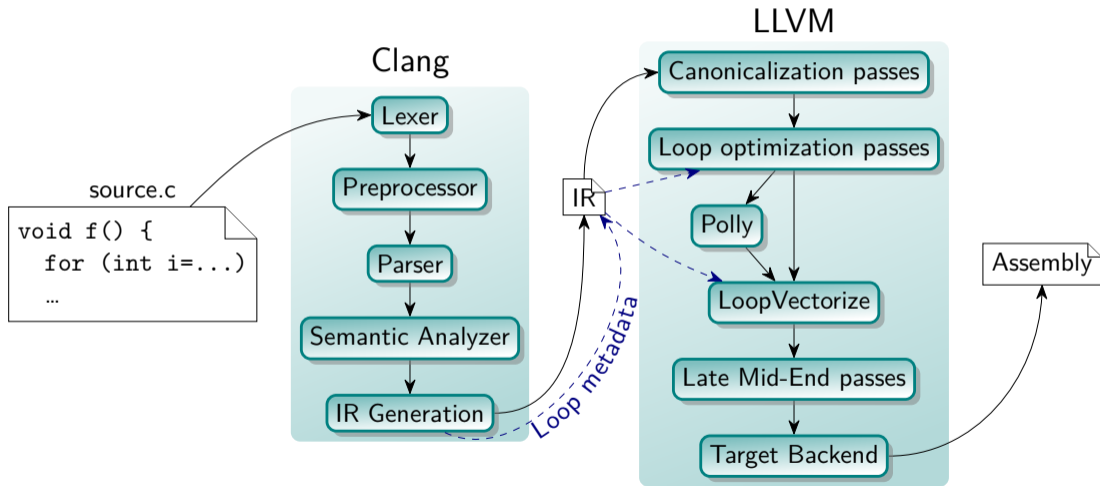 source.c
void f() {
for (int i=...)
…
Clang
Lexer
Preprocessor
Parser
Semantic Analyzer
IR Generation
Loop metadata
IR
LLVM
Canonicalization passes
Loop optimization passes
Polly
LoopVectorize
Late Mid-End passes
Target Backend
Assembly